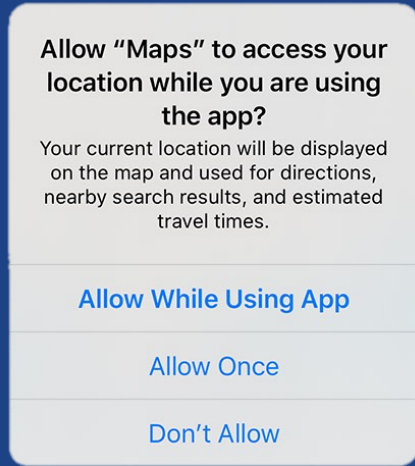 Allow “Maps” to access your
location while you are using
the app?
Your current location will be displayed
on the map and used for directions,
nearby search results, and estimated
travel times.
Allow While Using App
Allow Once
Don’t Allow